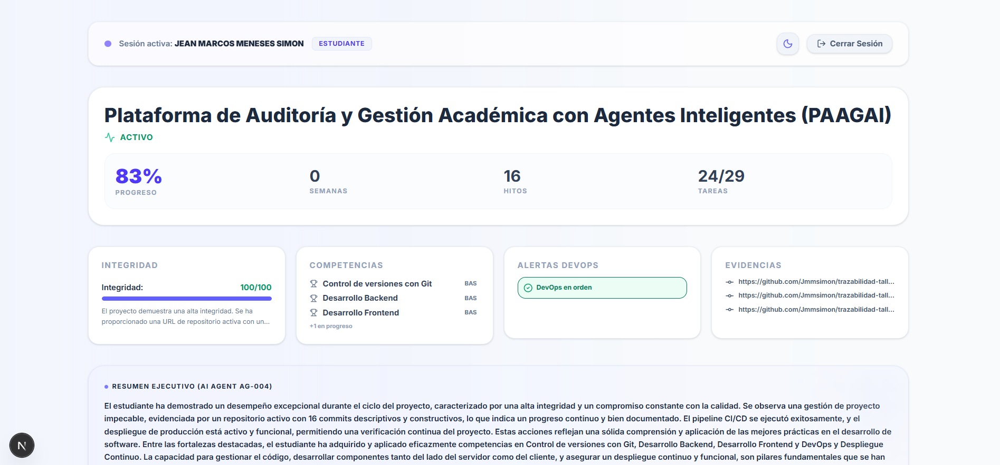 Sesión activa: JEAN MARCOS MENESES SIMON ESTUDIANTE Cerrar Sesión
Plataforma de Auditoría y Gestión Académica con Agentes Inteligentes (PAAGAI)
ACTIVO
83% 0 16 24/29
PROGRESO SEMANAS HITOS TAREAS
INTEGRIDAD
Integridad: 100/100
El proyecto demuestra una alta integridad. Se ha
proporcionado una URL de repositorio activa con un...
COMPETENCIAS
Control de versiones con Git BAS
Desarrollo Backend BAS
Desarrollo Frontend BAS
+1 en progreso
ALERTAS DEVOPS
DevOps en orden
EVIDENCIAS
https://github.com/Jmmsimon/trazabilidad-tall...
https://github.com/Jmmsimon/trazabilidad-tall...
https://github.com/Jmmsimon/trazabilidad-tall...
RESUMEN EJECUTIVO (AI AGENT AG-004)
El estudiante ha demostrado un desempeño excepcional durante el ciclo del proyecto, caracterizado por una alta integridad y un compromiso constante con la calidad. Se observa una gestión de proyecto
impecable, evidenciada por un repositorio activo con 16 commits descriptivos y constructivos, lo que indica un progreso continuo y bien documentado. El pipeline CI/CD se ejecutó exitosamente, y el
despliegue de producción está activo y funcional, permitiendo una verificación continua del proyecto. Estas acciones reflejan una sólida comprensión y aplicación de las mejores prácticas en el desarrollo de
software. Entre las fortalezas destacadas, el estudiante ha adquirido y aplicado eficazmente competencias en Control de versiones con Git, Desarrollo Backend, Desarrollo Frontend y DevOps y Despliegue
Continuo. La capacidad para gestionar el código, desarrollar componentes tanto del lado del servidor como del cliente, y asegurar un despliegue continuo y funcional, son pilares fundamentales que se han
N